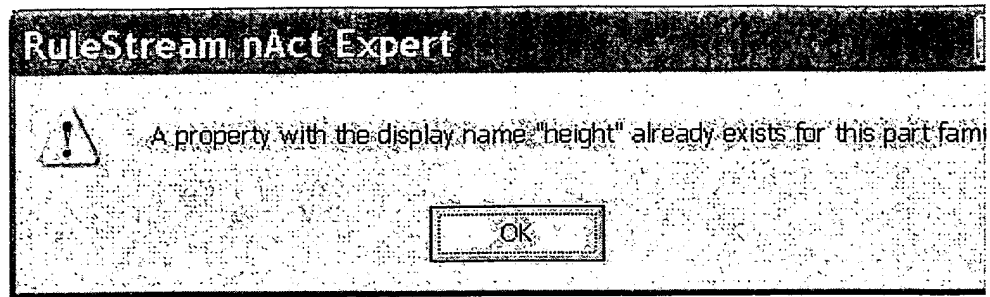 RuleStream nAct Expert
A property with the display name "height" already exists for this part fami
OK